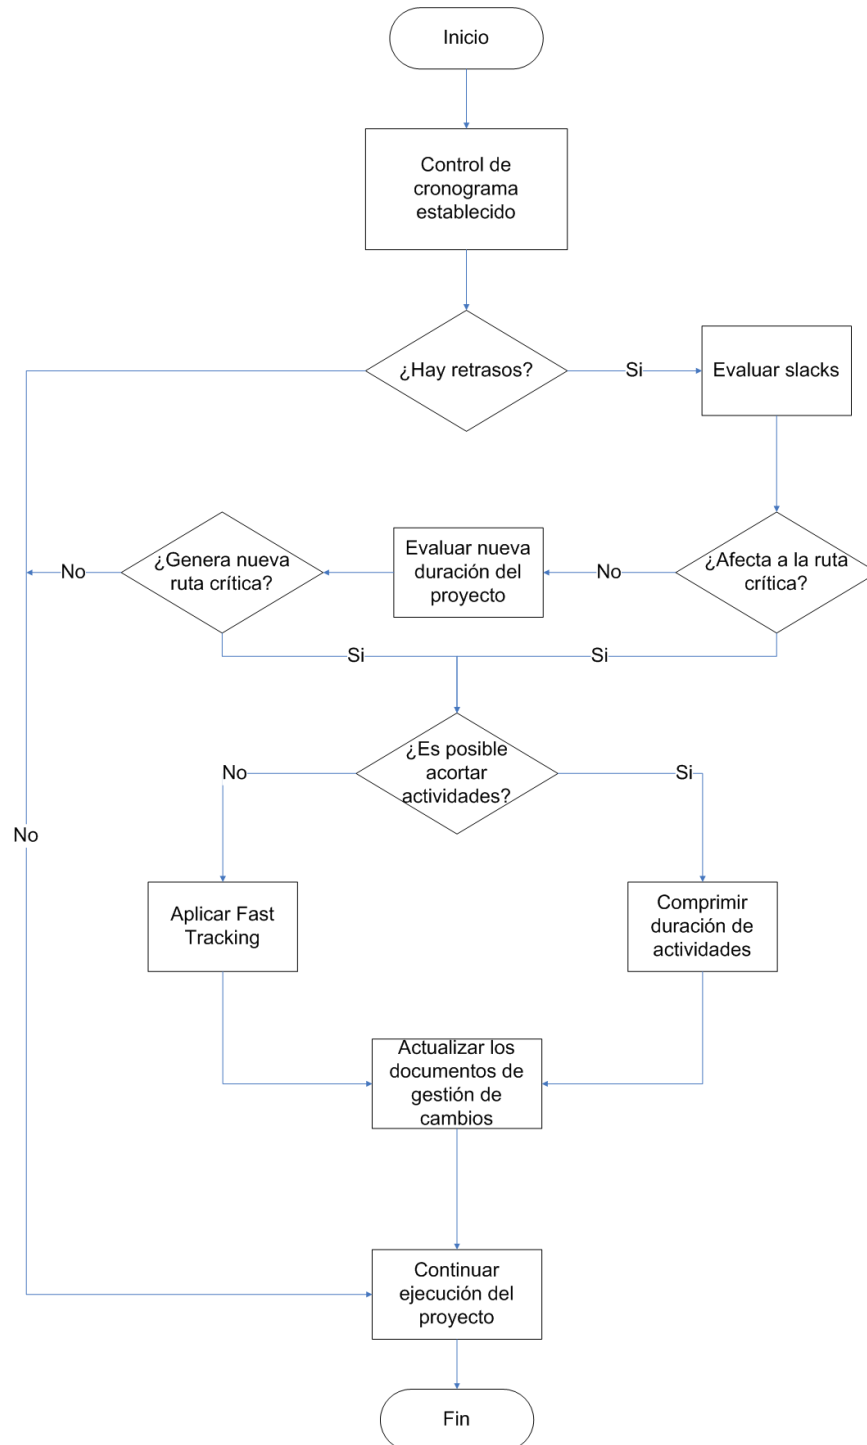 Inicio
Control de
cronograma
establecido
¿Hay retrasos?
Si
Evaluar slacks
¿Genera nueva
ruta crítica?
No
Evaluar nueva
duración del
proyecto
No
¿Afecta a la ruta
crítica?
Si
Si
¿Es posible
acortar
actividades?
No
Si
No
Aplicar Fast
Tracking
Comprimir
duración de
actividades
Actualizar los
documentos de
gestión de
cambios
Continuar
ejecución del
proyecto
Fin